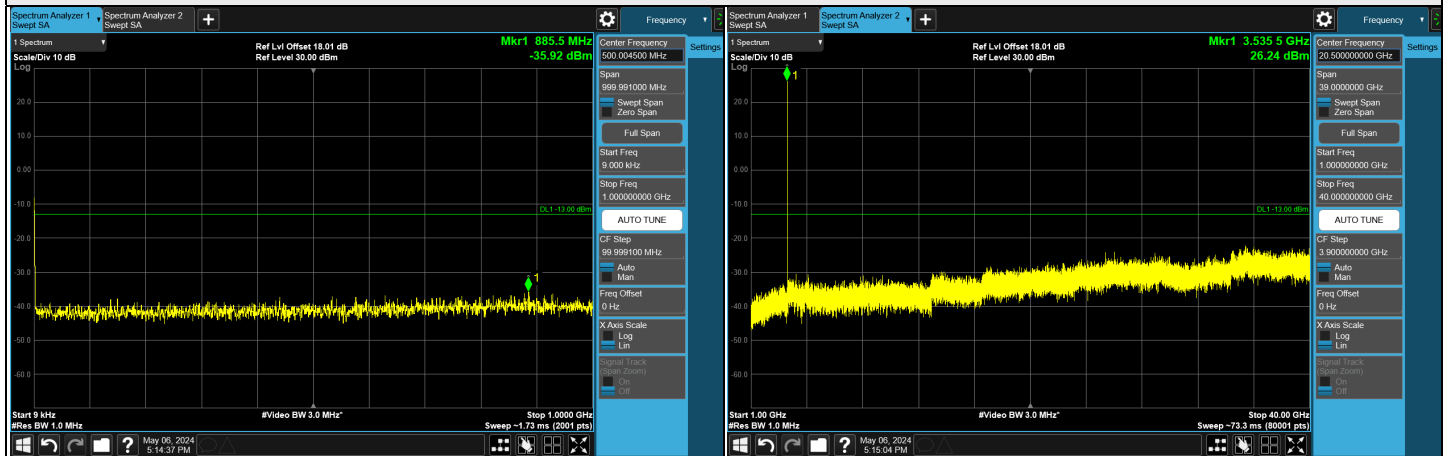 Spectrum Analyzer 1
Swept SA
Spectrum Analyzer 2
Swept SA
+
Frequency
1 Spectrum
Scale/Div 10 dB
Ref Lvl Offset 18.01 dB
Ref Level 30.00 dBm
Mkr1 885.5 MHz
-35.92 dBm
Log
20.0
10.0
0.00
-10.0
-20.0
-30.0
-40.0
-50.0
-60.0
DL1 -13.00 dBm
1
Start 9 kHz
#Res BW 1.0 MHz
#Video BW 3.0 MHz*
Stop 1.0000 GHz
Sweep ~1.73 ms (2001 pts)
Center Frequency
500.004500 MHz
Settings
Span
999.991000 MHz
Swept Span
Zero Span
Full Span
Start Freq
9.000 kHz
Stop Freq
1.000000000 GHz
AUTO TUNE
CF Step
99.999100 MHz
Auto
Man
Freq Offset
0 Hz
X Axis Scale
Log
Lin
Signal Track
(Span Zoom)
On
Off
?
May 06, 2024
5:14:37 PM
Spectrum Analyzer 1
Swept SA
Spectrum Analyzer 2
Swept SA
+
Frequency
1 Spectrum
Scale/Div 10 dB
Ref Lvl Offset 18.01 dB
Ref Level 30.00 dBm
Mkr1 3.535 5 GHz
26.24 dBm
Log
20.0
10.0
0.00
-10.0
-20.0
-30.0
-40.0
-50.0
-60.0
DL1 -13.00 dBm
1
Start 1.00 GHz
#Res BW 1.0 MHz
#Video BW 3.0 MHz*
Stop 40.00 GHz
Sweep ~73.3 ms (80001 pts)
Center Frequency
20.500000000 GHz
Settings
Span
39.0000000 GHz
Swept Span
Zero Span
Full Span
Start Freq
1.000000000 GHz
Stop Freq
40.000000000 GHz
AUTO TUNE
CF Step
3.900000000 GHz
Auto
Man
Freq Offset
0 Hz
X Axis Scale
Log
Lin
Signal Track
(Span Zoom)
On
Off
?
May 06, 2024
5:15:04 PM